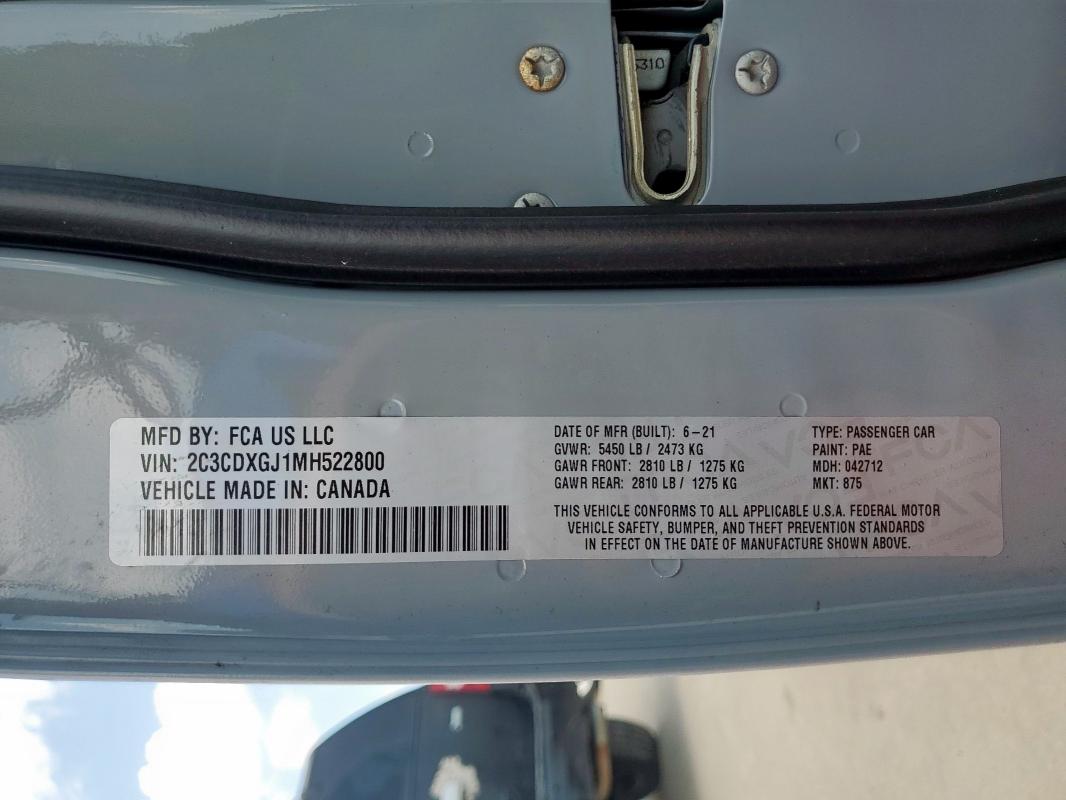 310
MFD BY: FCA US LLC
VIN: 2C3CDXGJ1MH522800
VEHICLE MADE IN: CANADA
DATE OF MFR (BUILT): 6-21
GVWR: 5450 LB / 2473 KG
GAWR FRONT: 2810 LB / 1275 KG
GAWR REAR: 2810 LB / 1275 KG
TYPE: PASSENGER CAR
PAINT: PAE
MDH: 042712
MKT: 875
THIS VEHICLE CONFORMS TO ALL APPLICABLE U.S.A. FEDERAL MOTOR
VEHICLE SAFETY, BUMPER, AND THEFT PREVENTION STANDARDS
IN EFFECT ON THE DATE OF MANUFACTURE SHOWN ABOVE.